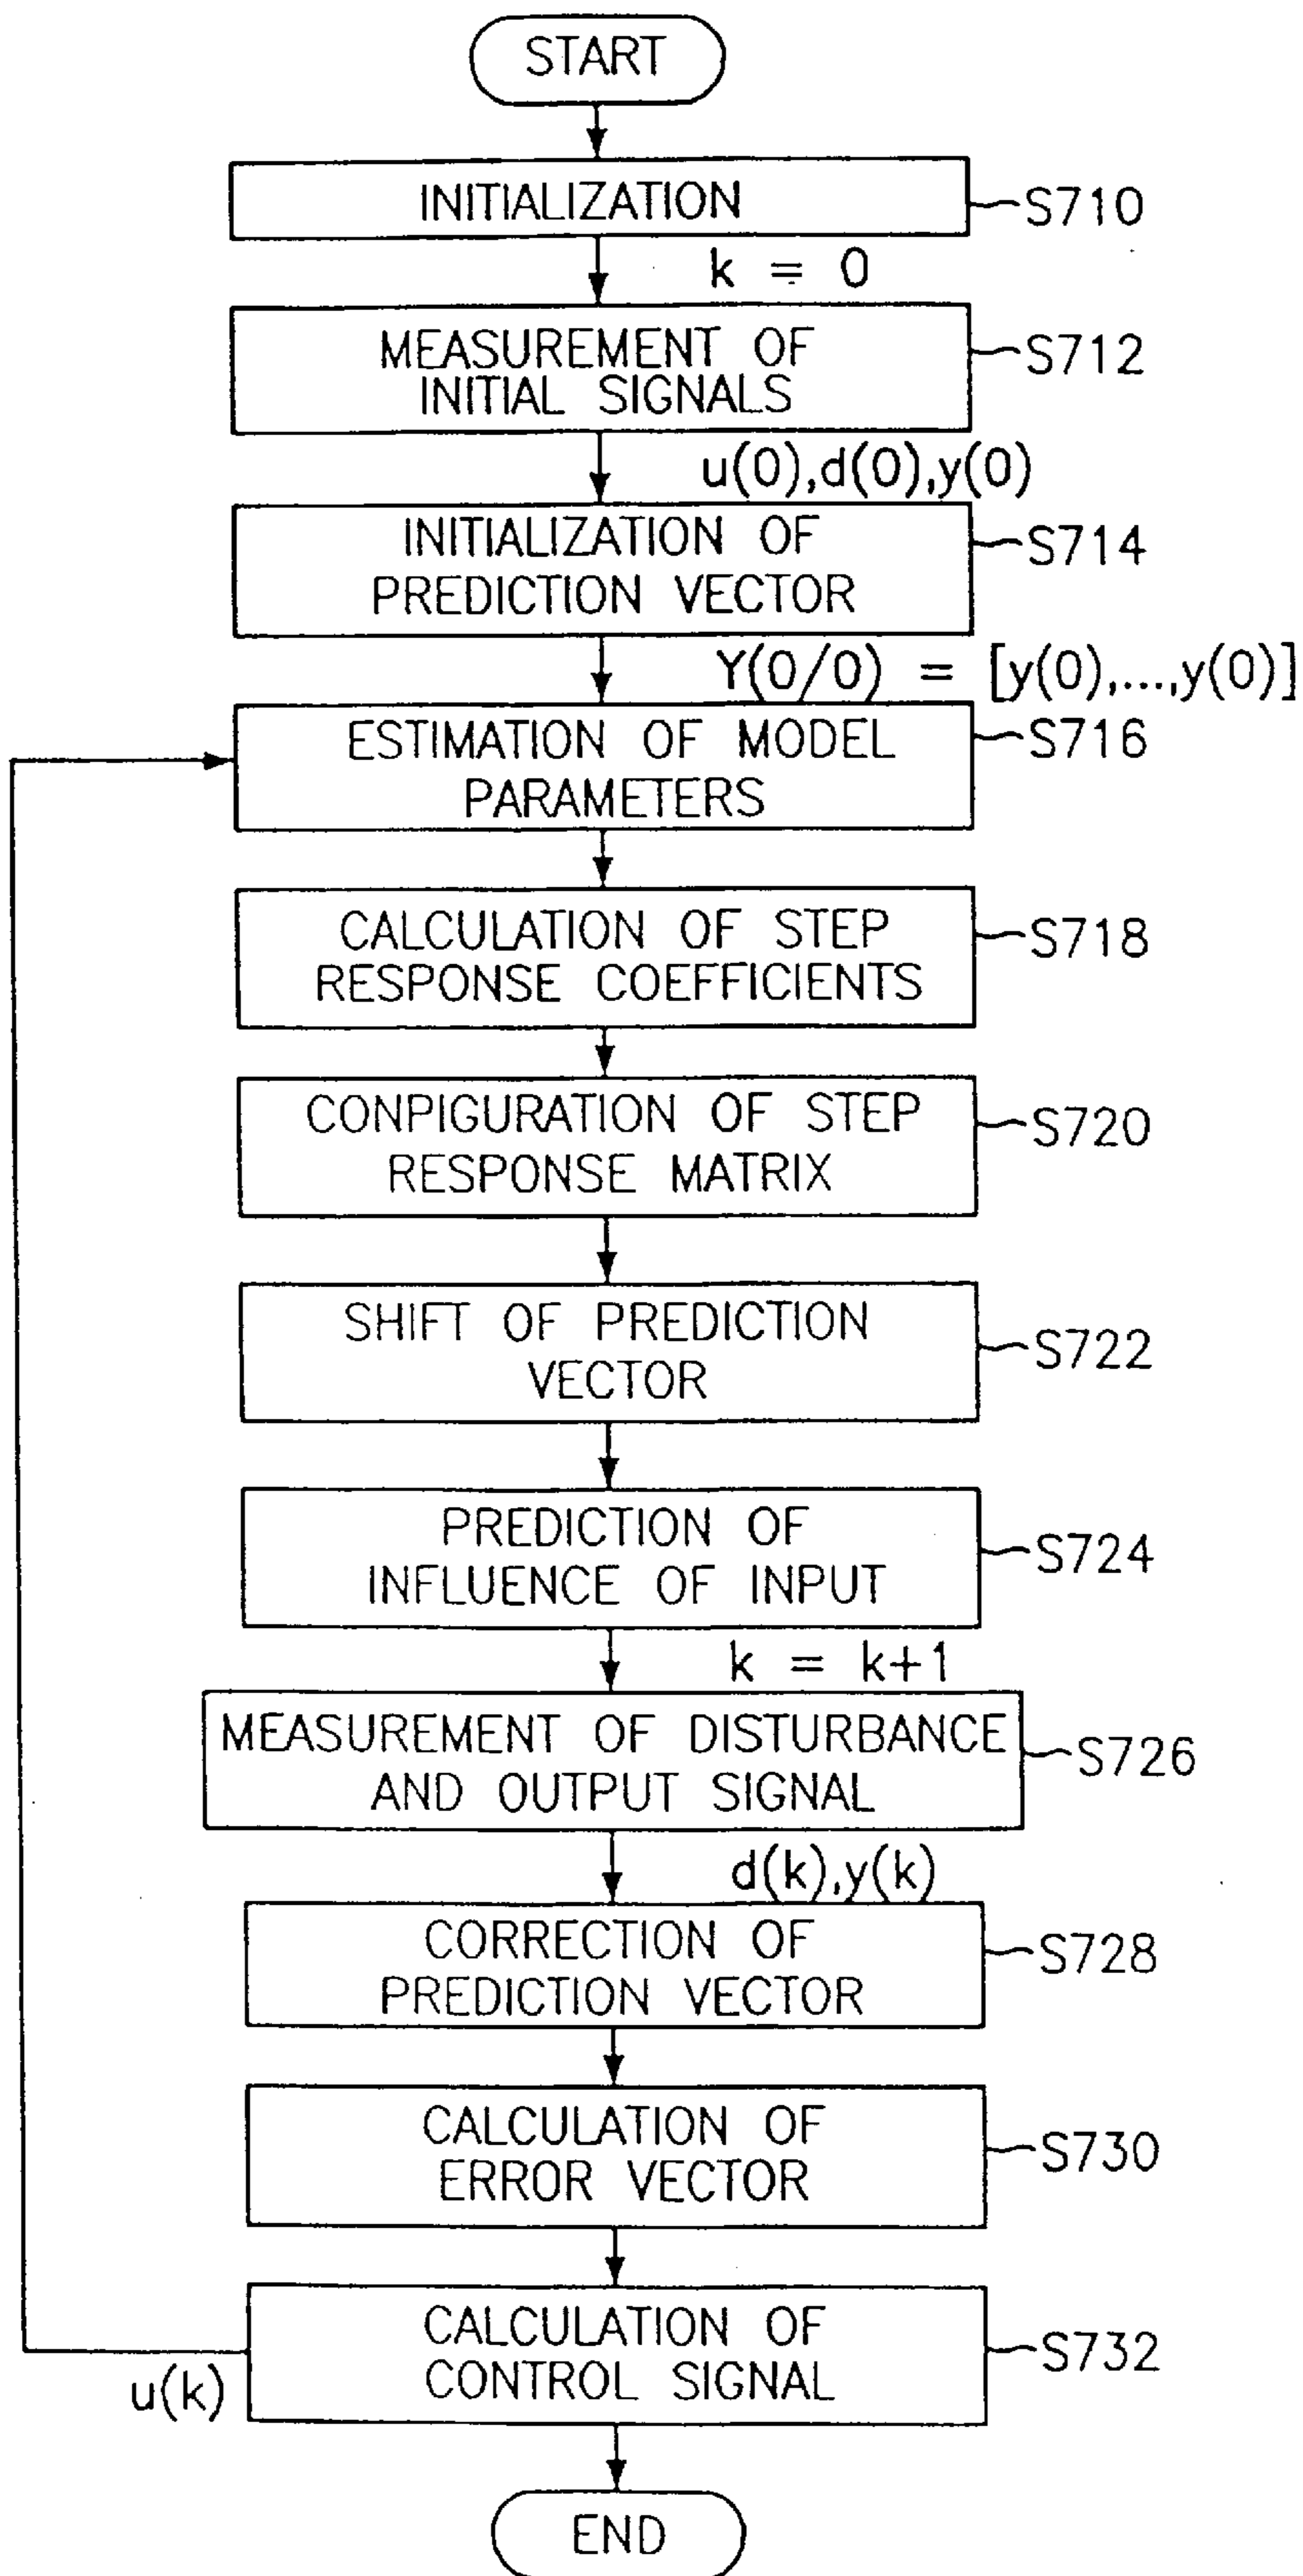 START
INITIALIZATION
S710
k = 0
MEASUREMENT OF
INITIAL SIGNALS
S712
u(0),d(0),y(0)
INITIALIZATION OF
PREDICTION VECTOR
S714
Y(0/0) = [y(0),...,y(0)]
ESTIMATION OF MODEL
PARAMETERS
S716
CALCULATION OF STEP
RESPONSE COEFFICIENTS
S718
CONPIGURATION OF STEP
RESPONSE MATRIX
S720
SHIFT OF PREDICTION
VECTOR
S722
PREDICTION OF
INFLUENCE OF INPUT
S724
k = k+1
MEASUREMENT OF DISTURBANCE
AND OUTPUT SIGNAL
S726
d(k),y(k)
CORRECTION OF
PREDICTION VECTOR
S728
CALCULATION OF
ERROR VECTOR
S730
CALCULATION OF
CONTROL SIGNAL
S732
u(k)
END